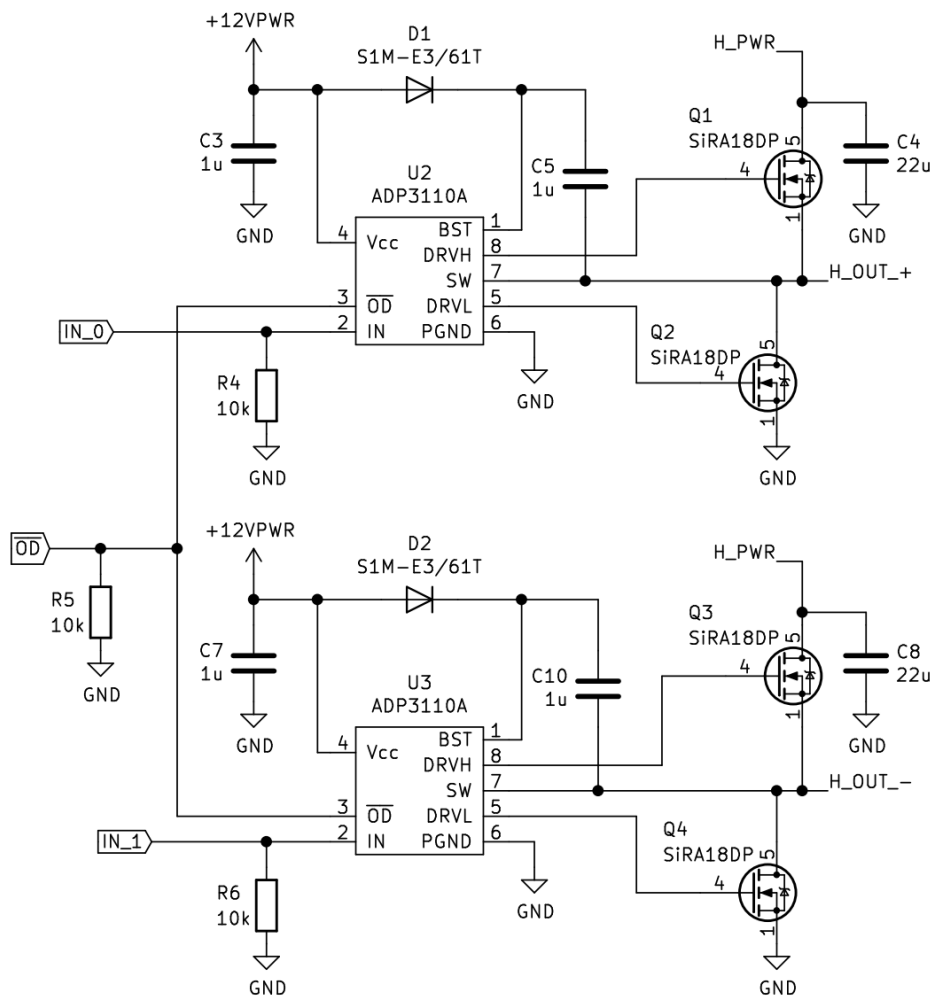 +12VPWR
D1
S1M-E3/61T
H_PWR
C3
1u
Q1
SiRA18DP
5
4
1
C4
22u
GND
GND
U2
ADP3110A
C5
1u
4 Vcc
BST 1
DRVH 8
SW 7
H_OUT_+
3 OD
DRVL 5
IN_0
2 IN
PGND 6
Q2
SiRA18DP
5
4
1
R4
10k
GND
GND
GND
OD
R5
10k
GND
+12VPWR
D2
S1M-E3/61T
H_PWR
C7
1u
Q3
SiRA18DP
5
4
1
C8
22u
GND
GND
U3
ADP3110A
C10
1u
4 Vcc
BST 1
DRVH 8
SW 7
H_OUT_-
3 OD
DRVL 5
IN_1
2 IN
PGND 6
Q4
SiRA18DP
5
4
1
R6
10k
GND
GND
GND